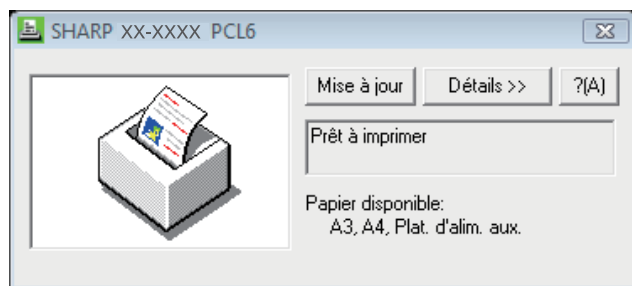 SHARP XX-XXXX PCL6
Mise à jour
Détails >>
?(A)
Prêt à imprimer
Papier disponible:
A3, A4, Plat. d'alim. aux.